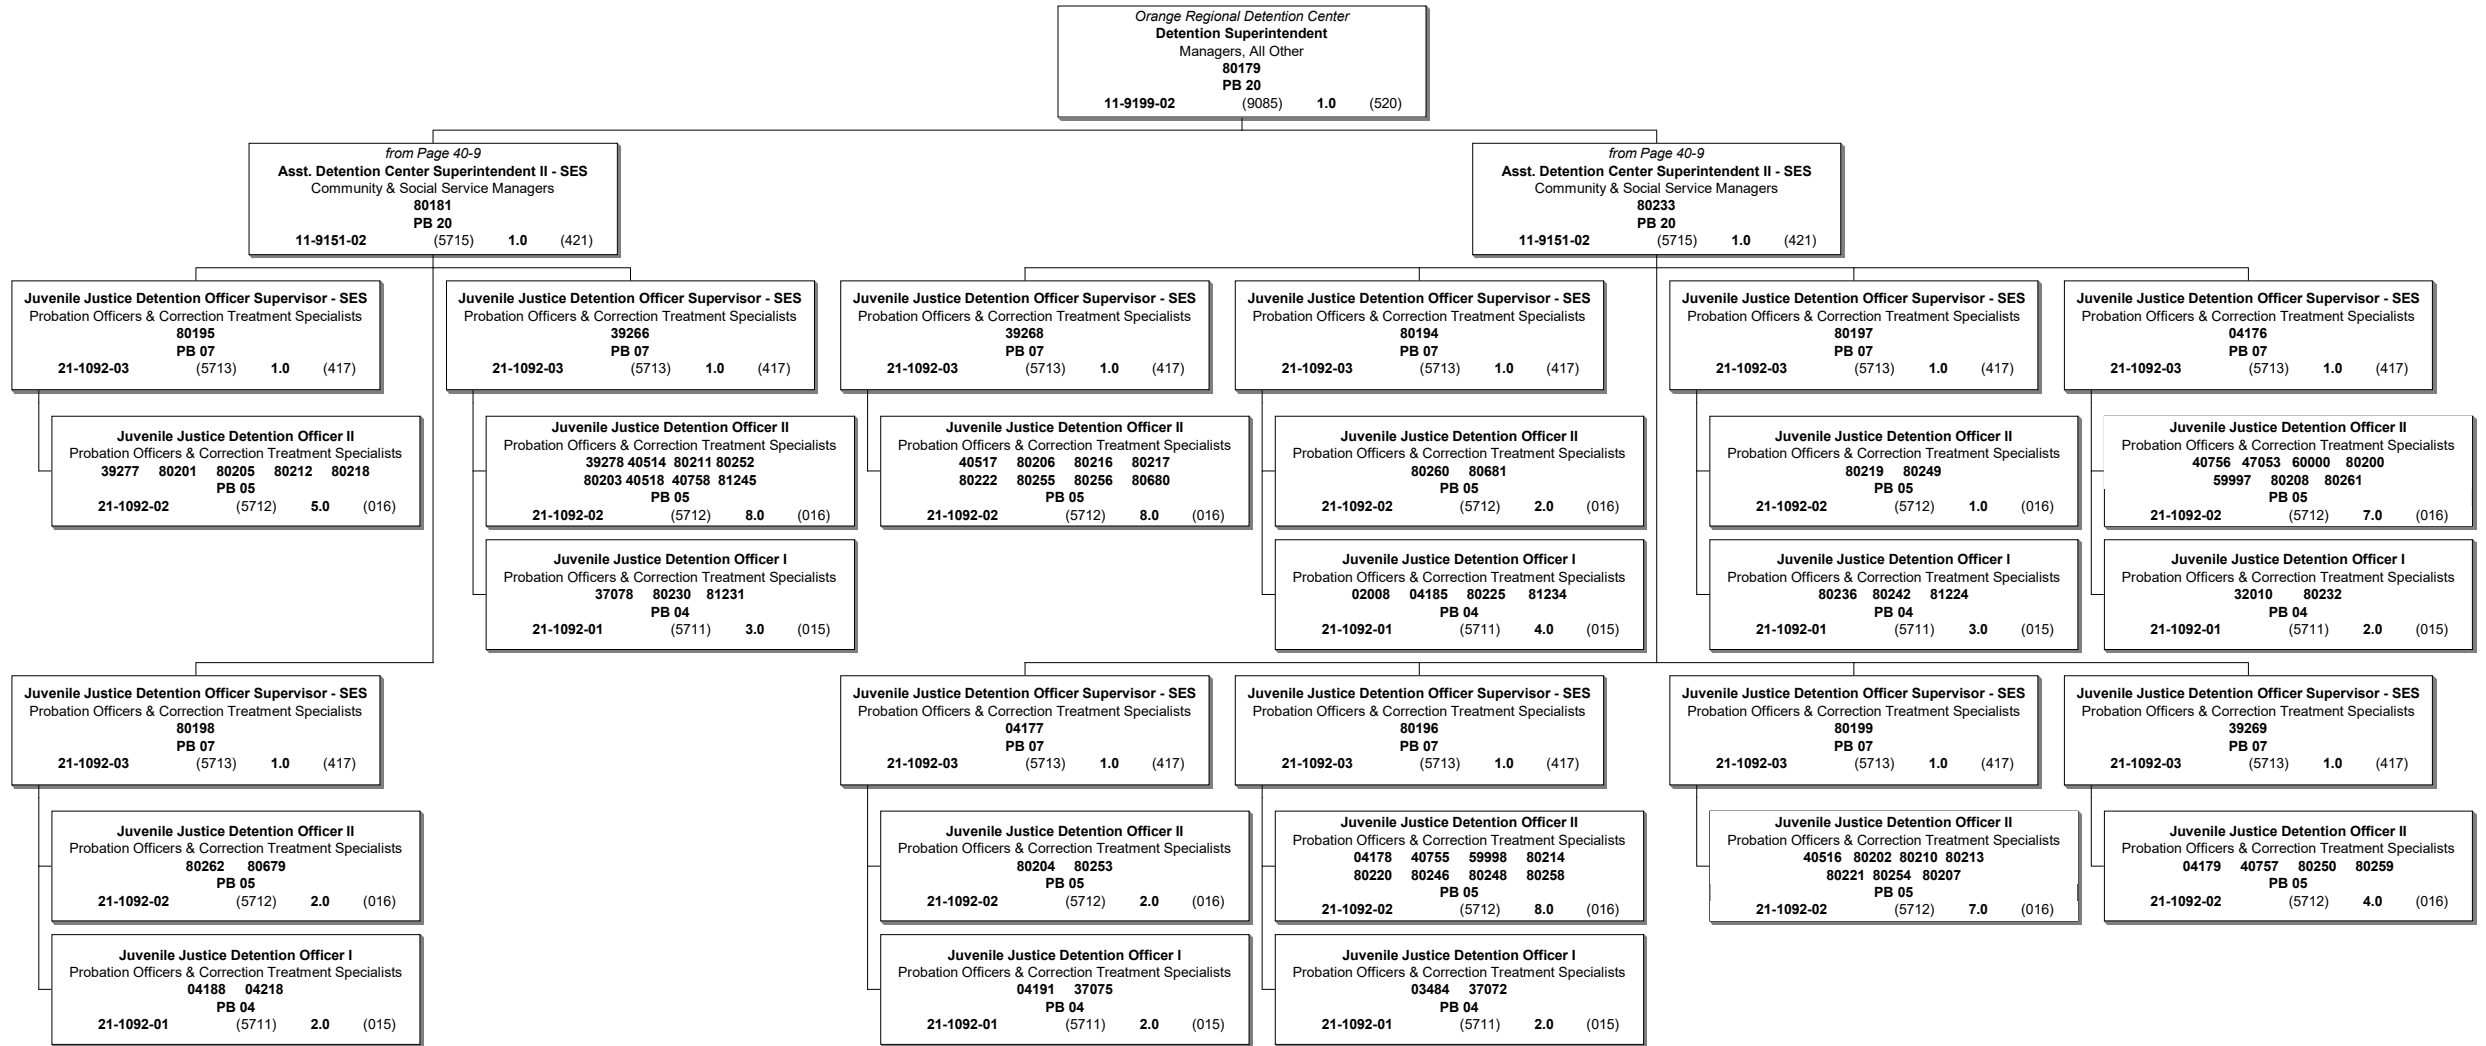 Orange Regional Detention Center
Detention Superintendent
Managers, All Other
80179
PB 20
11-9199-02 (9085) 1.0 (520)
from Page 40-9
Asst. Detention Center Superintendent II - SES
Community & Social Service Managers
80181
PB 20
11-9151-02 (5715) 1.0 (421)
from Page 40-9
Asst. Detention Center Superintendent II - SES
Community & Social Service Managers
80233
PB 20
11-9151-02 (5715) 1.0 (421)
Juvenile Justice Detention Officer Supervisor - SES
Probation Officers & Correction Treatment Specialists
80195
PB 07
21-1092-03 (5713) 1.0 (417)
Juvenile Justice Detention Officer II
Probation Officers & Correction Treatment Specialists
39277 80201 80205 80212 80218
PB 05
21-1092-02 (5712) 5.0 (016)
Juvenile Justice Detention Officer Supervisor - SES
Probation Officers & Correction Treatment Specialists
39266
PB 07
21-1092-03 (5713) 1.0 (417)
Juvenile Justice Detention Officer II
Probation Officers & Correction Treatment Specialists
39278 40514 80211 80252
80203 40518 40758 81245
PB 05
21-1092-02 (5712) 8.0 (016)
Juvenile Justice Detention Officer I
Probation Officers & Correction Treatment Specialists
37078 80230 81231
PB 04
21-1092-01 (5711) 3.0 (015)
Juvenile Justice Detention Officer Supervisor - SES
Probation Officers & Correction Treatment Specialists
39268
PB 07
21-1092-03 (5713) 1.0 (417)
Juvenile Justice Detention Officer II
Probation Officers & Correction Treatment Specialists
40517 80206 80216 80217
80222 80255 80256 80680
PB 05
21-1092-02 (5712) 8.0 (016)
Juvenile Justice Detention Officer Supervisor - SES
Probation Officers & Correction Treatment Specialists
80194
PB 07
21-1092-03 (5713) 1.0 (417)
Juvenile Justice Detention Officer II
Probation Officers & Correction Treatment Specialists
80260 80681
PB 05
21-1092-02 (5712) 2.0 (016)
Juvenile Justice Detention Officer I
Probation Officers & Correction Treatment Specialists
02008 04185 80225 81234
PB 04
21-1092-01 (5711) 4.0 (015)
Juvenile Justice Detention Officer Supervisor - SES
Probation Officers & Correction Treatment Specialists
80197
PB 07
21-1092-03 (5713) 1.0 (417)
Juvenile Justice Detention Officer II
Probation Officers & Correction Treatment Specialists
80219 80249
PB 05
21-1092-02 (5712) 1.0 (016)
Juvenile Justice Detention Officer I
Probation Officers & Correction Treatment Specialists
80236 80242 81224
PB 04
21-1092-01 (5711) 3.0 (015)
Juvenile Justice Detention Officer Supervisor - SES
Probation Officers & Correction Treatment Specialists
04176
PB 07
21-1092-03 (5713) 1.0 (417)
Juvenile Justice Detention Officer II
Probation Officers & Correction Treatment Specialists
40756 47053 60000 80200
59997 80208 80261
PB 05
21-1092-02 (5712) 7.0 (016)
Juvenile Justice Detention Officer I
Probation Officers & Correction Treatment Specialists
32010 80232
PB 04
21-1092-01 (5711) 2.0 (015)
Juvenile Justice Detention Officer Supervisor - SES
Probation Officers & Correction Treatment Specialists
80198
PB 07
21-1092-03 (5713) 1.0 (417)
Juvenile Justice Detention Officer II
Probation Officers & Correction Treatment Specialists
80262 80679
PB 05
21-1092-02 (5712) 2.0 (016)
Juvenile Justice Detention Officer I
Probation Officers & Correction Treatment Specialists
04188 04218
PB 04
21-1092-01 (5711) 2.0 (015)
Juvenile Justice Detention Officer Supervisor - SES
Probation Officers & Correction Treatment Specialists
04177
PB 07
21-1092-03 (5713) 1.0 (417)
Juvenile Justice Detention Officer II
Probation Officers & Correction Treatment Specialists
80204 80253
PB 05
21-1092-02 (5712) 2.0 (016)
Juvenile Justice Detention Officer I
Probation Officers & Correction Treatment Specialists
04191 37075
PB 04
21-1092-01 (5711) 2.0 (015)
Juvenile Justice Detention Officer Supervisor - SES
Probation Officers & Correction Treatment Specialists
80196
PB 07
21-1092-03 (5713) 1.0 (417)
Juvenile Justice Detention Officer II
Probation Officers & Correction Treatment Specialists
04178 40755 59998 80214
80220 80246 80248 80258
PB 05
21-1092-02 (5712) 8.0 (016)
Juvenile Justice Detention Officer I
Probation Officers & Correction Treatment Specialists
03484 37072
PB 04
21-1092-01 (5711) 2.0 (015)
Juvenile Justice Detention Officer Supervisor - SES
Probation Officers & Correction Treatment Specialists
80199
PB 07
21-1092-03 (5713) 1.0 (417)
Juvenile Justice Detention Officer II
Probation Officers & Correction Treatment Specialists
40516 80202 80210 80213
80221 80254 80207
PB 05
21-1092-02 (5712) 7.0 (016)
Juvenile Justice Detention Officer Supervisor - SES
Probation Officers & Correction Treatment Specialists
39269
PB 07
21-1092-03 (5713) 1.0 (417)
Juvenile Justice Detention Officer II
Probation Officers & Correction Treatment Specialists
04179 40757 80250 80259
PB 05
21-1092-02 (5712) 4.0 (016)